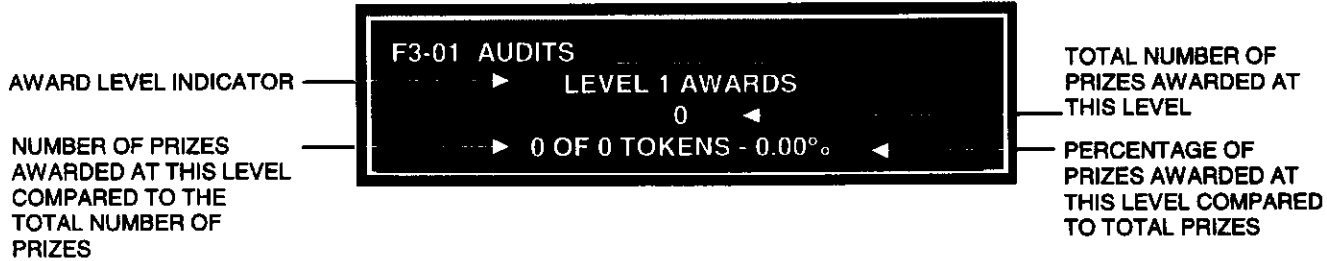 F3-01 AUDITS
AWARD LEVEL INDICATOR
LEVEL 1 AWARDS
0
TOTAL NUMBER OF
PRIZES AWARDED AT
THIS LEVEL
NUMBER OF PRIZES
AWARDED AT THIS LEVEL
COMPARED TO THE
TOTAL NUMBER OF
PRIZES
0 OF 0 TOKENS - 0.00%
PERCENTAGE OF
PRIZES AWARDED AT
THIS LEVEL COMPARED
TO TOTAL PRIZES